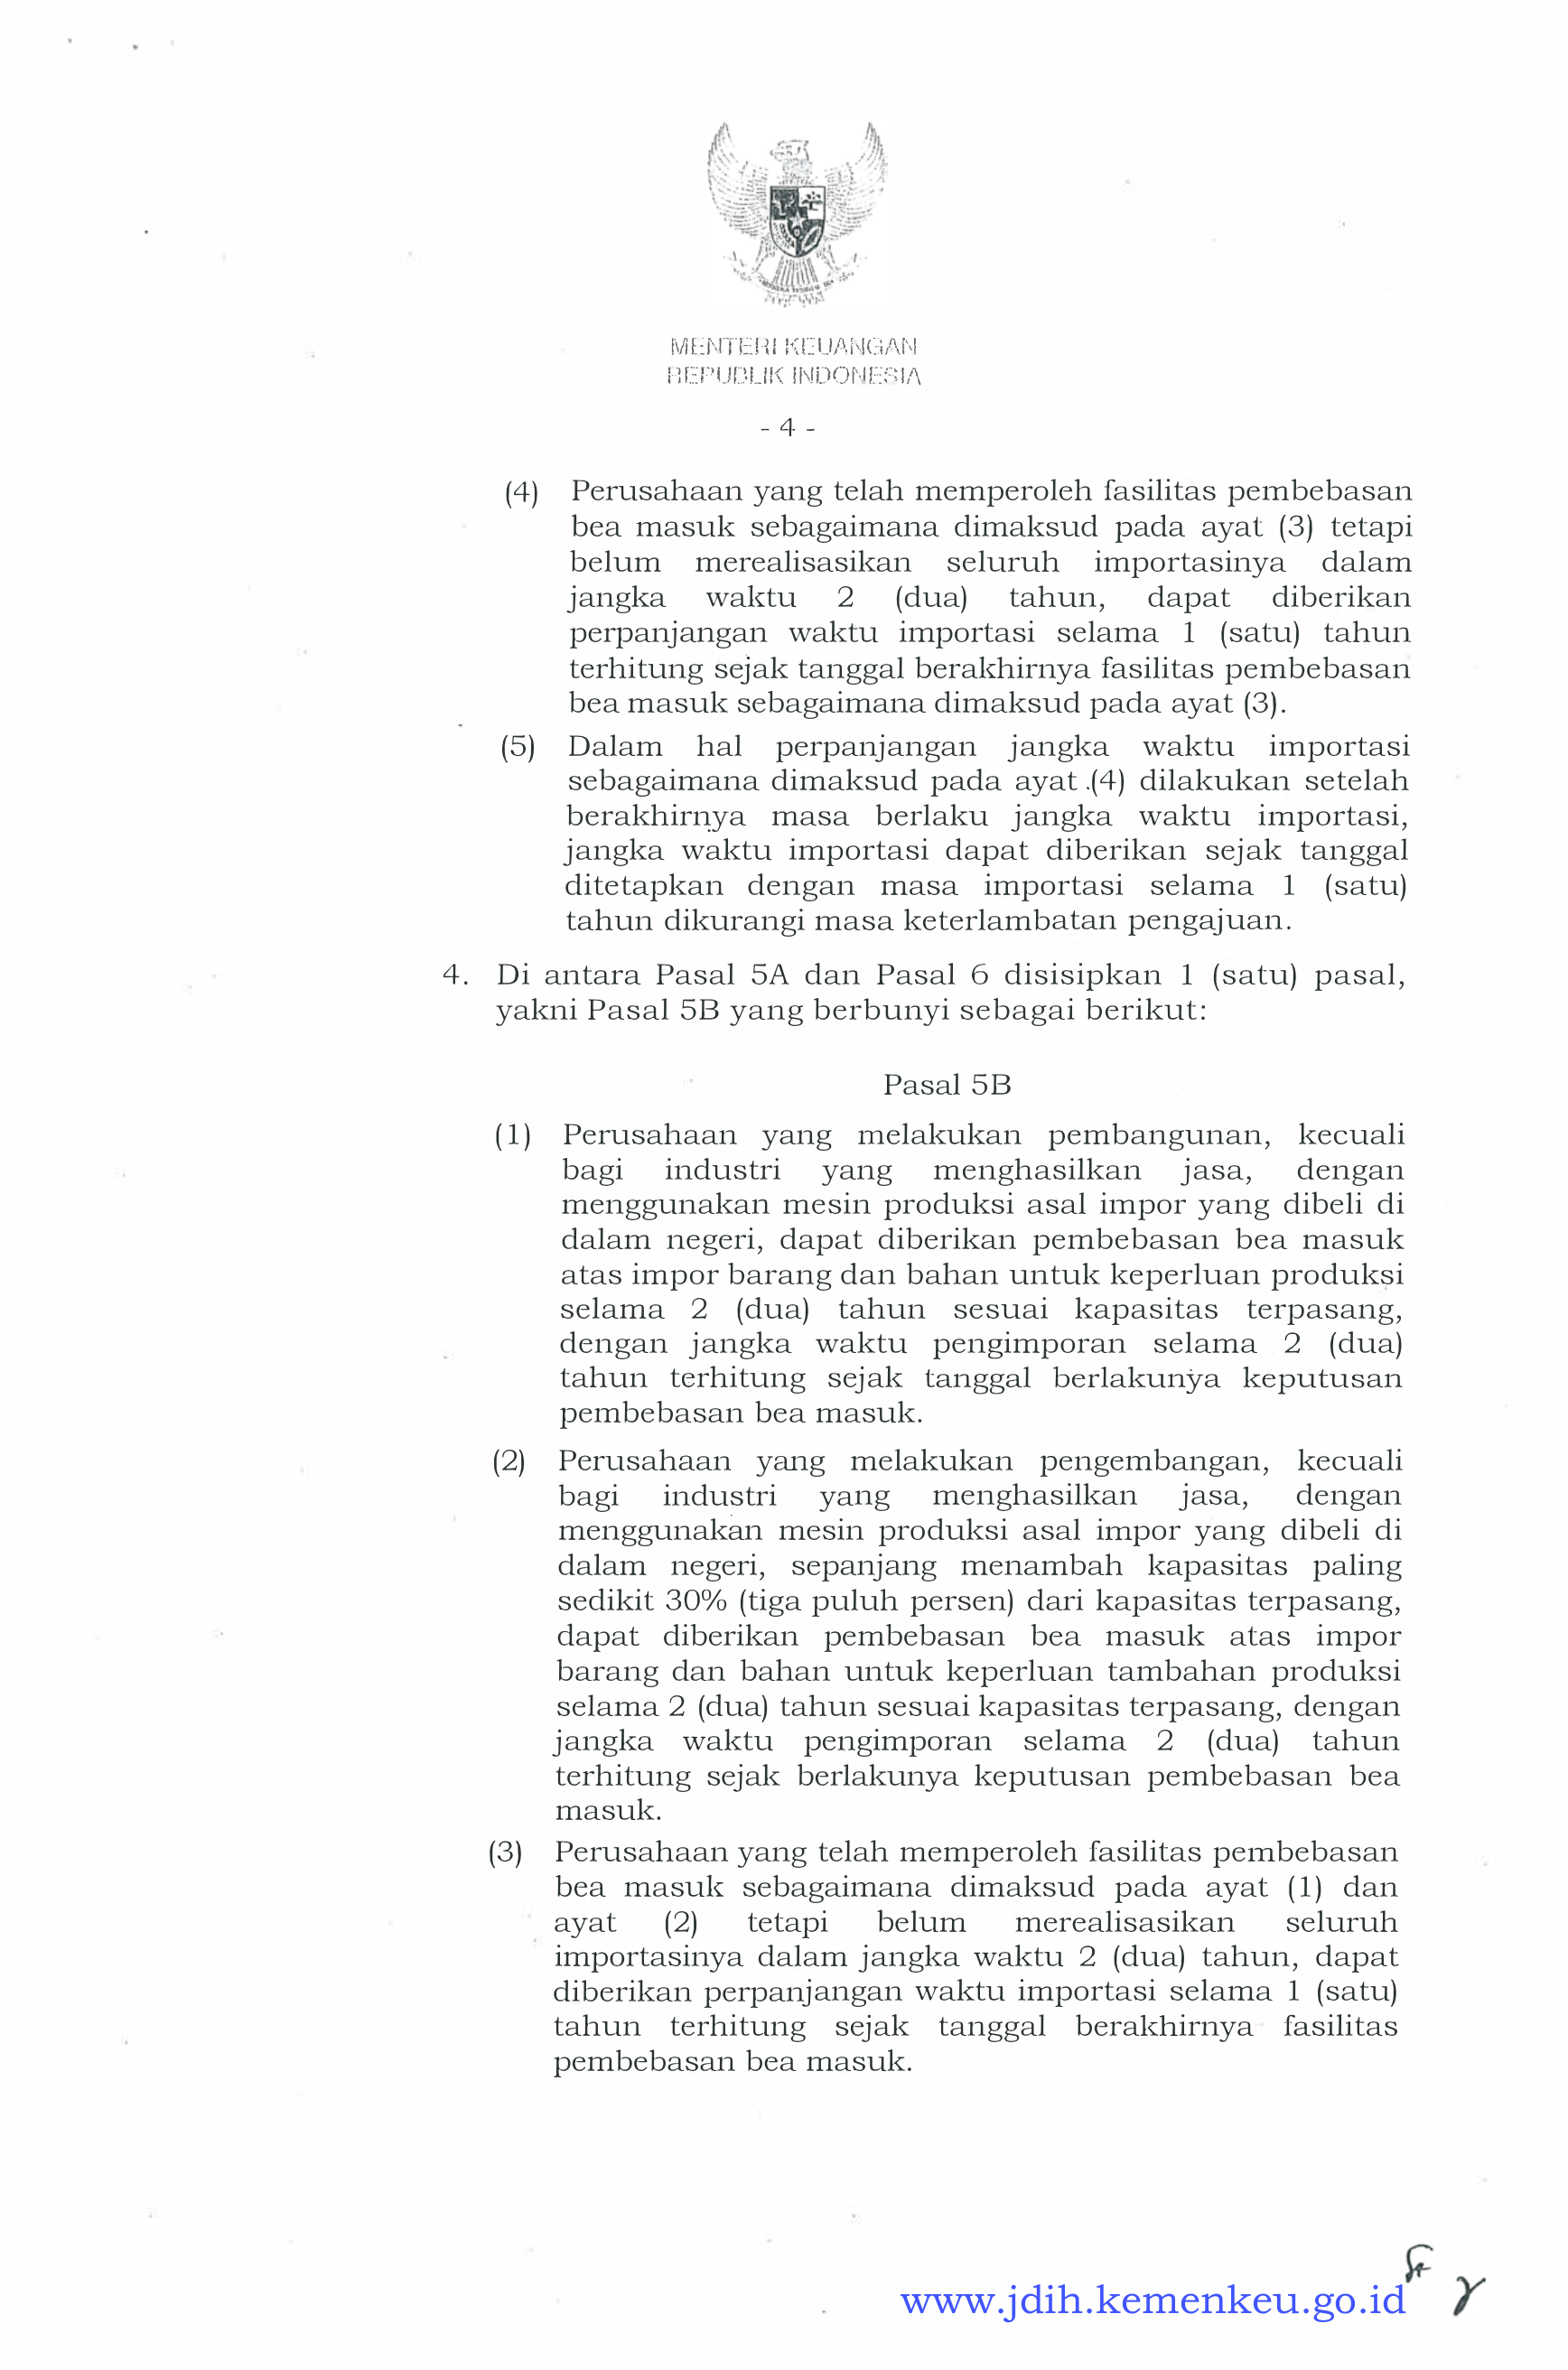 MENTERI KEUANGAN
REPUBLIK INDONESIA
- 4 -
(4) Perusahaan yang telah memperoleh fasilitas pembebasan
bea masuk sebagaimana dimaksud pada ayat (3) tetapi
belum merealisasikan seluruh importasinya dalam
jangka waktu 2 (dua) tahun, dapat diberikan
perpanjangan waktu importasi selama 1 (satu) tahun
terhitung sejak tanggal berakhirnya fasilitas pembebasan
bea masuk sebagaimana dimaksud pada ayat (3).
(5) Dalam hal perpanjangan jangka waktu importasi
sebagaimana dimaksud pada ayat (4) dilakukan setelah
berakhirnya masa berlaku jangka waktu importasi,
jangka waktu importasi dapat diberikan sejak tanggal
ditetapkan dengan masa importasi selama 1 (satu)
tahun dikurangi masa keterlambatan pengajuan.
4. Di antara Pasal 5A dan Pasal 6 disisipkan 1 (satu) pasal,
yakni Pasal 5B yang berbunyi sebagai berikut:
Pasal 5B
(1) Perusahaan yang melakukan pembangunan, kecuali
bagi industri yang menghasilkan jasa, dengan
menggunakan mesin produksi asal impor yang dibeli di
dalam negeri, dapat diberikan pembebasan bea masuk
atas impor barang dan bahan untuk keperluan produksi
selama 2 (dua) tahun sesuai kapasitas terpasang,
dengan jangka waktu pengimporan selama 2 (dua)
tahun terhitung sejak tanggal berlakunya keputusan
pembebasan bea masuk.
(2) Perusahaan yang melakukan pengembangan, kecuali
bagi industri yang menghasilkan jasa, dengan
menggunakan mesin produksi asal impor yang dibeli di
dalam negeri, sepanjang menambah kapasitas paling
sedikit 30% (tiga puluh persen) dari kapasitas terpasang,
dapat diberikan pembebasan bea masuk atas impor
barang dan bahan untuk keperluan tambahan produksi
selama 2 (dua) tahun sesuai kapasitas terpasang, dengan
jangka waktu pengimporan selama 2 (dua) tahun
terhitung sejak berlakunya keputusan pembebasan bea
masuk.
(3) Perusahaan yang telah memperoleh fasilitas pembebasan
bea masuk sebagaimana dimaksud pada ayat (1) dan
ayat (2) tetapi belum merealisasikan seluruh
importasinya dalam jangka waktu 2 (dua) tahun, dapat
diberikan perpanjangan waktu importasi selama 1 (satu)
tahun terhitung sejak tanggal berakhirnya fasilitas
pembebasan bea masuk.
www.jdih.kemenkeu.go.id